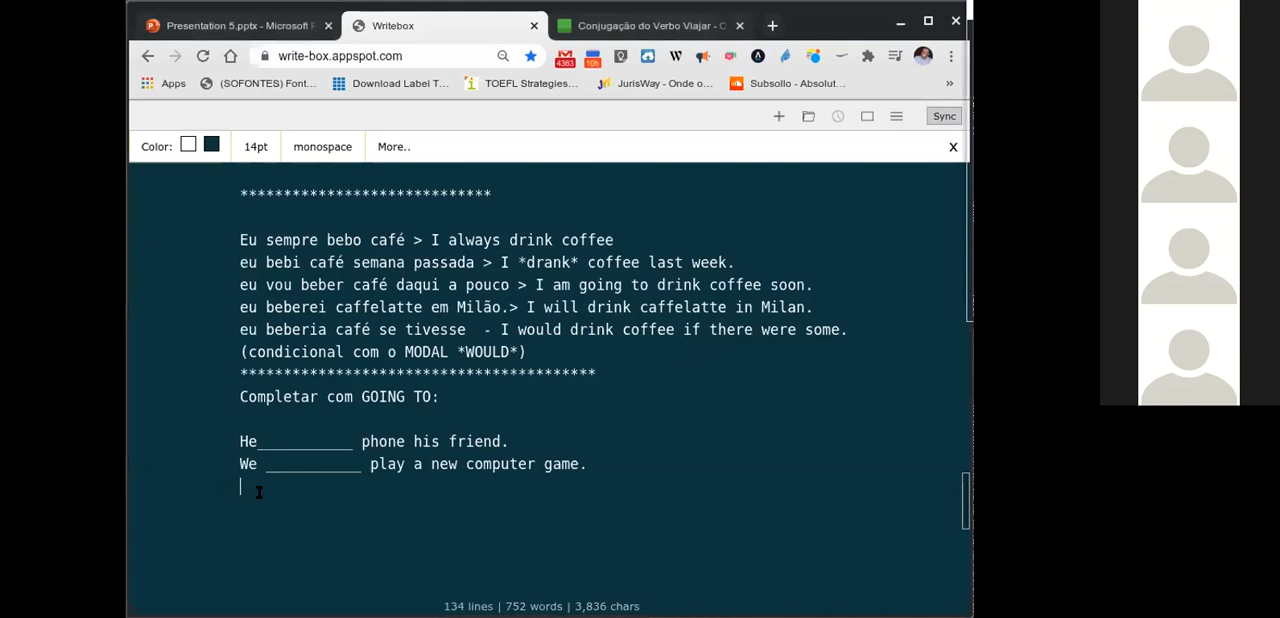 Presentation 5.pptx - Microsoft P
Writebox
Conjugação do Verbo Viajar - C
write-box.appspot.com
4363
10h
W
Apps
(SOFONTES) Font...
Download Label T...
TOEFL Strategies...
JurisWay - Onde o...
Subsollo - Absolut...
»
Sync
Color:
14pt
monospace
More..
X
*****************************
Eu sempre bebo café > I always drink coffee
eu bebi café semana passada > I *drank* coffee last week.
eu vou beber café daqui a pouco > I am going to drink coffee soon.
eu beberei caffelatte em Milão.> I will drink caffelatte in Milan.
eu beberia café se tivesse  - I would drink coffee if there were some.
(condicional com o MODAL *WOULD*)
*****************************************
Completar com GOING TO:
He___________ phone his friend.
We ___________ play a new computer game.
134 lines | 752 words | 3,836 chars